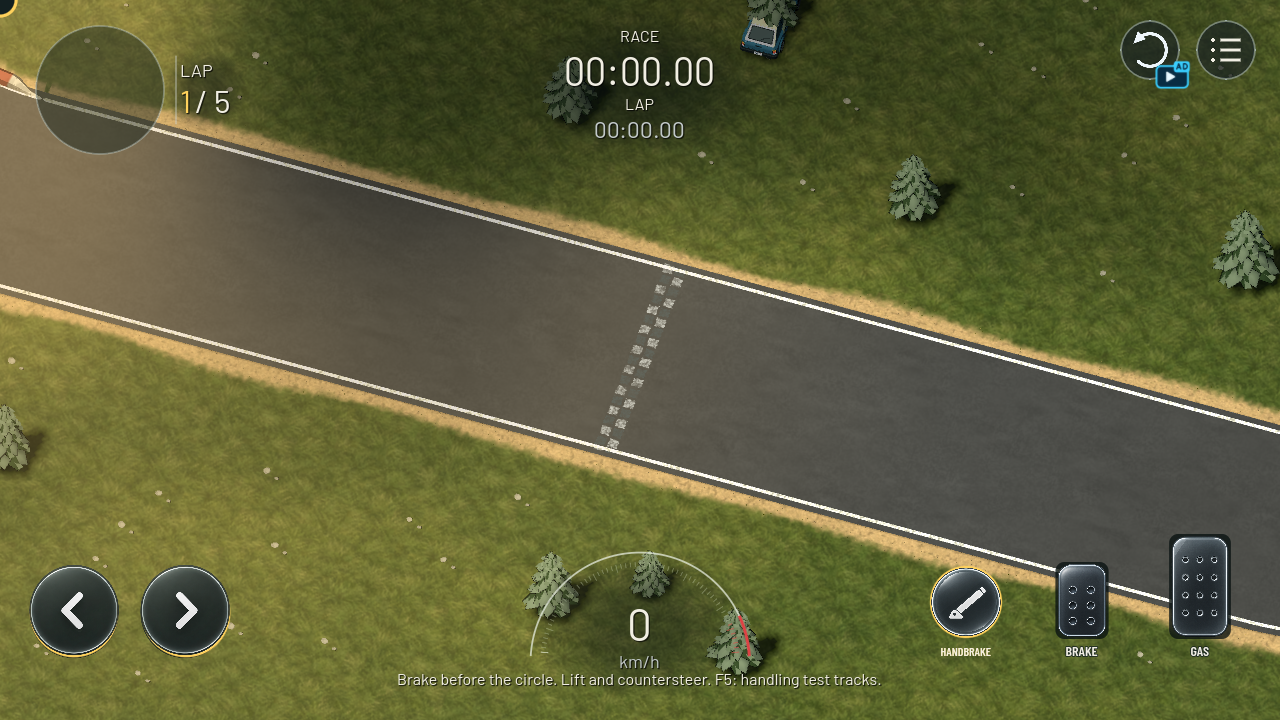 RACE
00:00.00
LAP
00:00.00
LAP
1/ 5
AD
0
km/h
HANDBRAKE
BRAKE
GAS
Brake before the circle. Lift and countersteer. F5: handling test tracks.